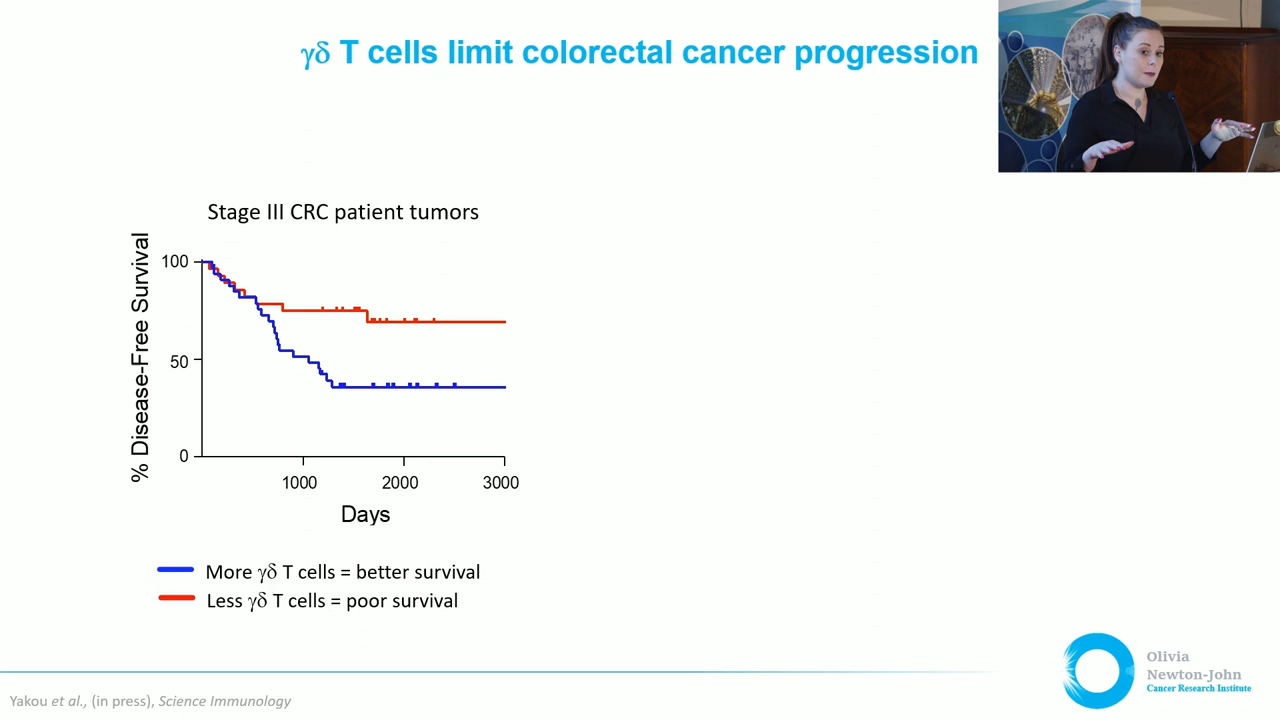 γδ T cells limit colorectal cancer progression
Stage III CRC patient tumors
% Disease-Free Survival
100
50
0
1000
2000
3000
Days
More γδ T cells = better survival
Less γδ T cells = poor survival
Yakou et al., (in press), Science Immunology
Olivia
Newton-John
Cancer Research Institute